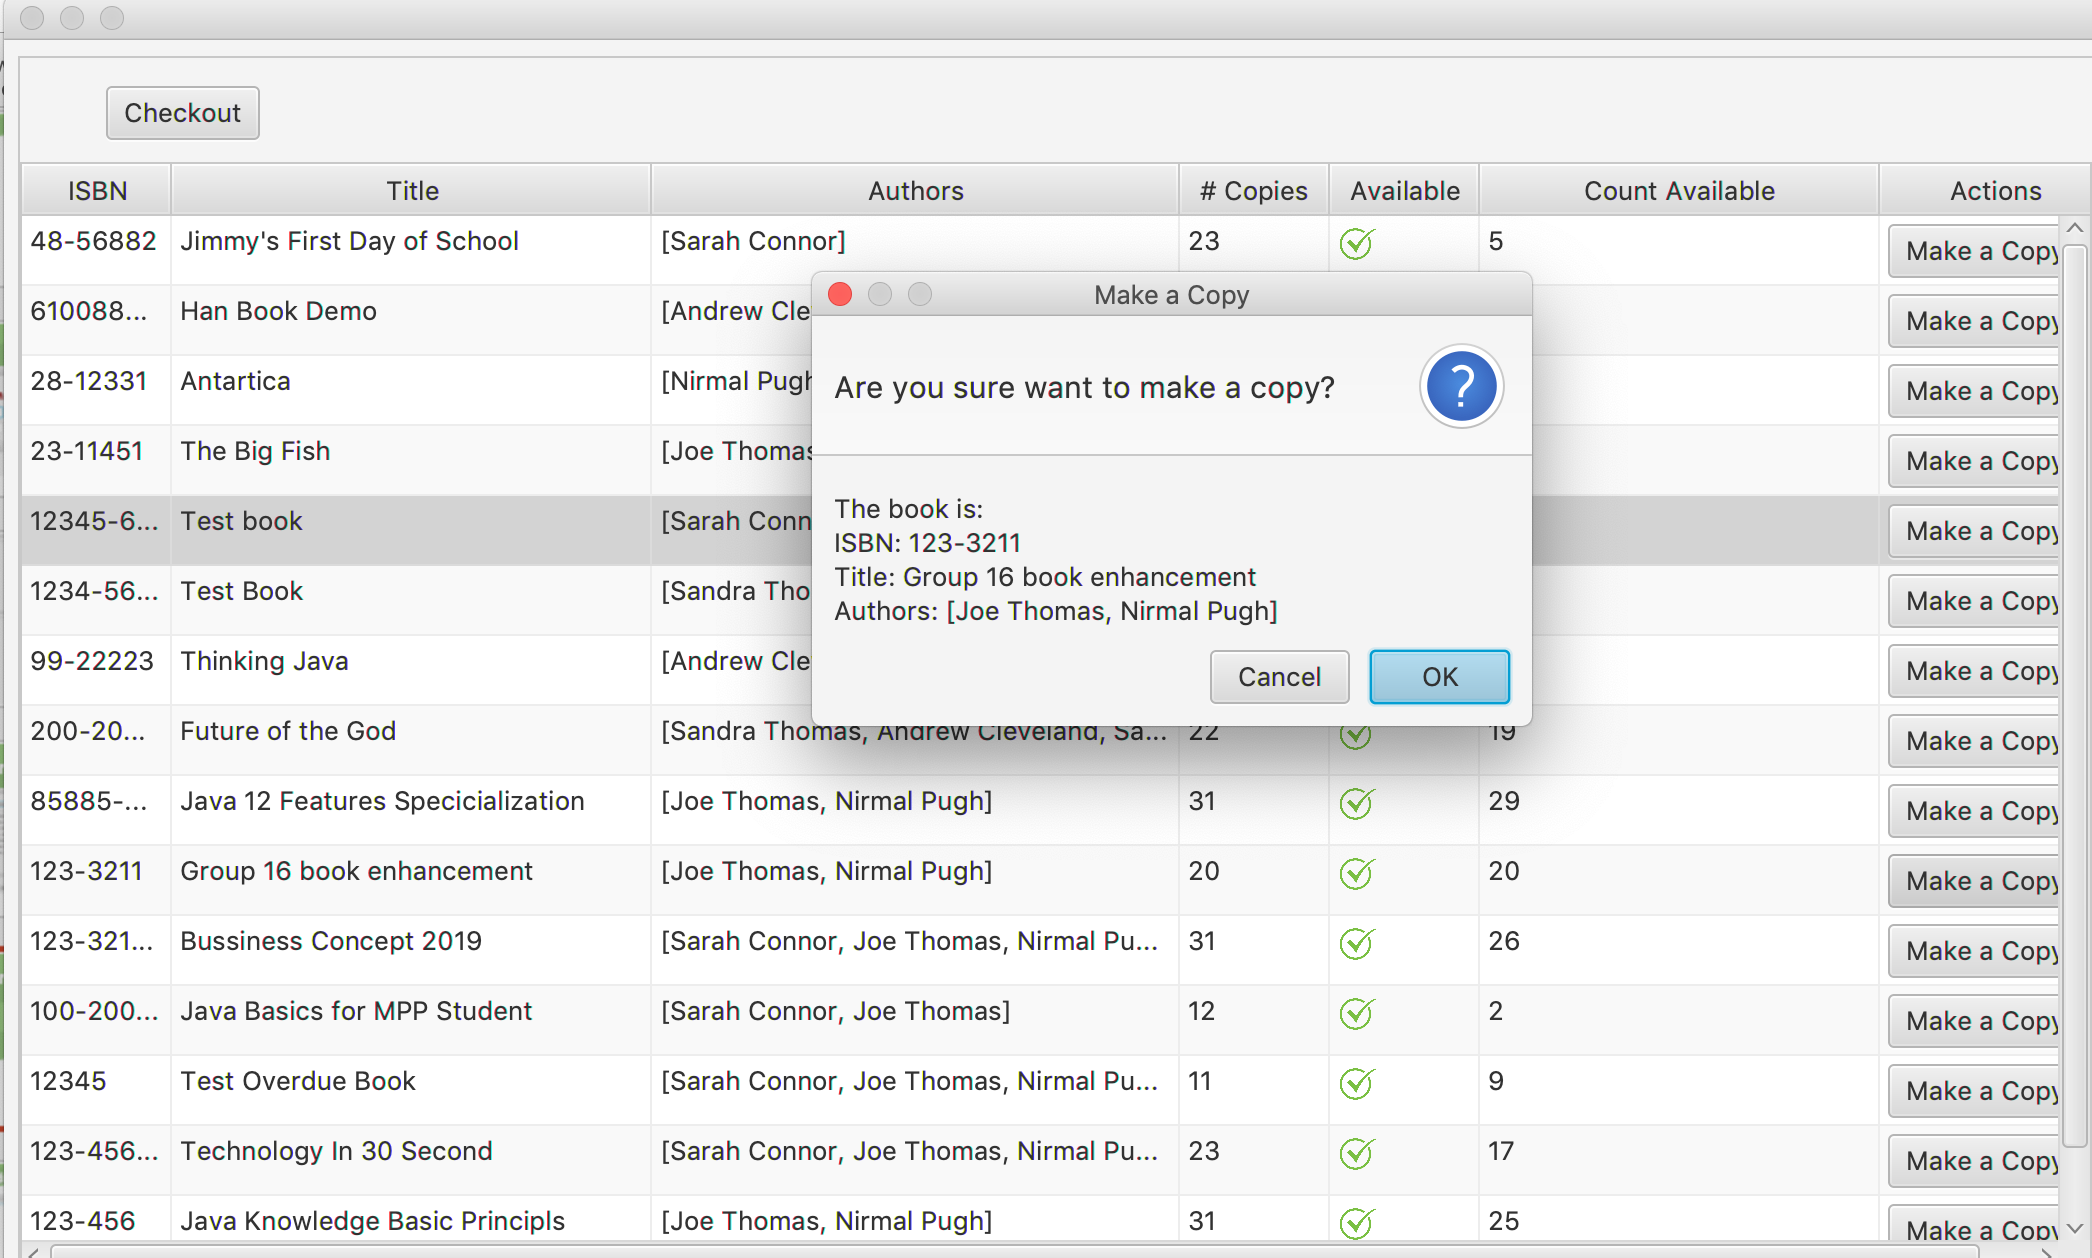 Checkout
ISBN Title Authors # Copies Available Count Available Actions
48-56882 Jimmy's First Day of School [Sarah Connor] 23 5 Make a Copy
610088... Han Book Demo [Andrew Cle Make a Copy
28-12331 Antartica [Nirmal Pugh Make a Copy
23-11451 The Big Fish [Joe Thomas Make a Copy
12345-6... Test book [Sarah Conn Make a Copy
1234-56... Test Book [Sandra Tho Make a Copy
99-22223 Thinking Java [Andrew Cle Make a Copy
200-20... Future of the God [Sandra Thomas, Andrew Cleveland, Sa... 22 19 Make a Copy
85885-... Java 12 Features Specicialization [Joe Thomas, Nirmal Pugh] 31 29 Make a Copy
123-3211 Group 16 book enhancement [Joe Thomas, Nirmal Pugh] 20 20 Make a Copy
123-321... Bussiness Concept 2019 [Sarah Connor, Joe Thomas, Nirmal Pu... 31 26 Make a Copy
100-200... Java Basics for MPP Student [Sarah Connor, Joe Thomas] 12 2 Make a Copy
12345 Test Overdue Book [Sarah Connor, Joe Thomas, Nirmal Pu... 11 9 Make a Copy
123-456... Technology In 30 Second [Sarah Connor, Joe Thomas, Nirmal Pu... 23 17 Make a Copy
123-456 Java Knowledge Basic Principls [Joe Thomas, Nirmal Pugh] 31 25 Make a Copy
Make a Copy
Are you sure want to make a copy?
?
The book is:
ISBN: 123-3211
Title: Group 16 book enhancement
Authors: [Joe Thomas, Nirmal Pugh]
Cancel OK